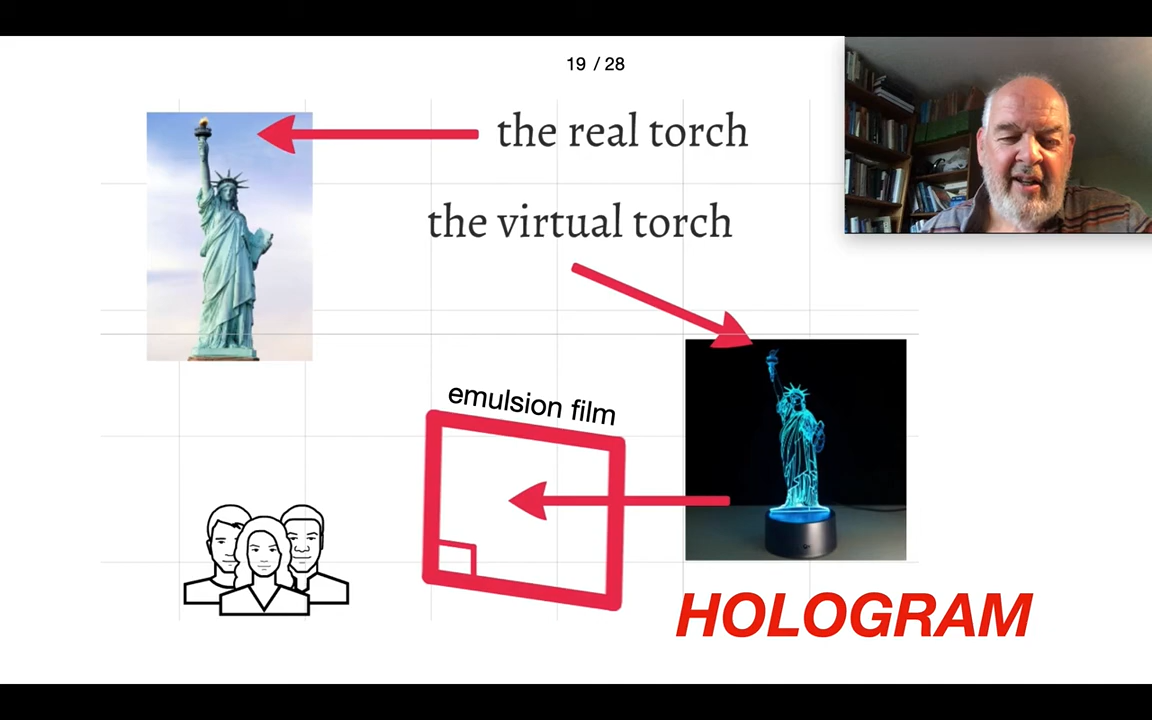 19 / 28
the real torch
the virtual torch
emulsion film
HOLOGRAM